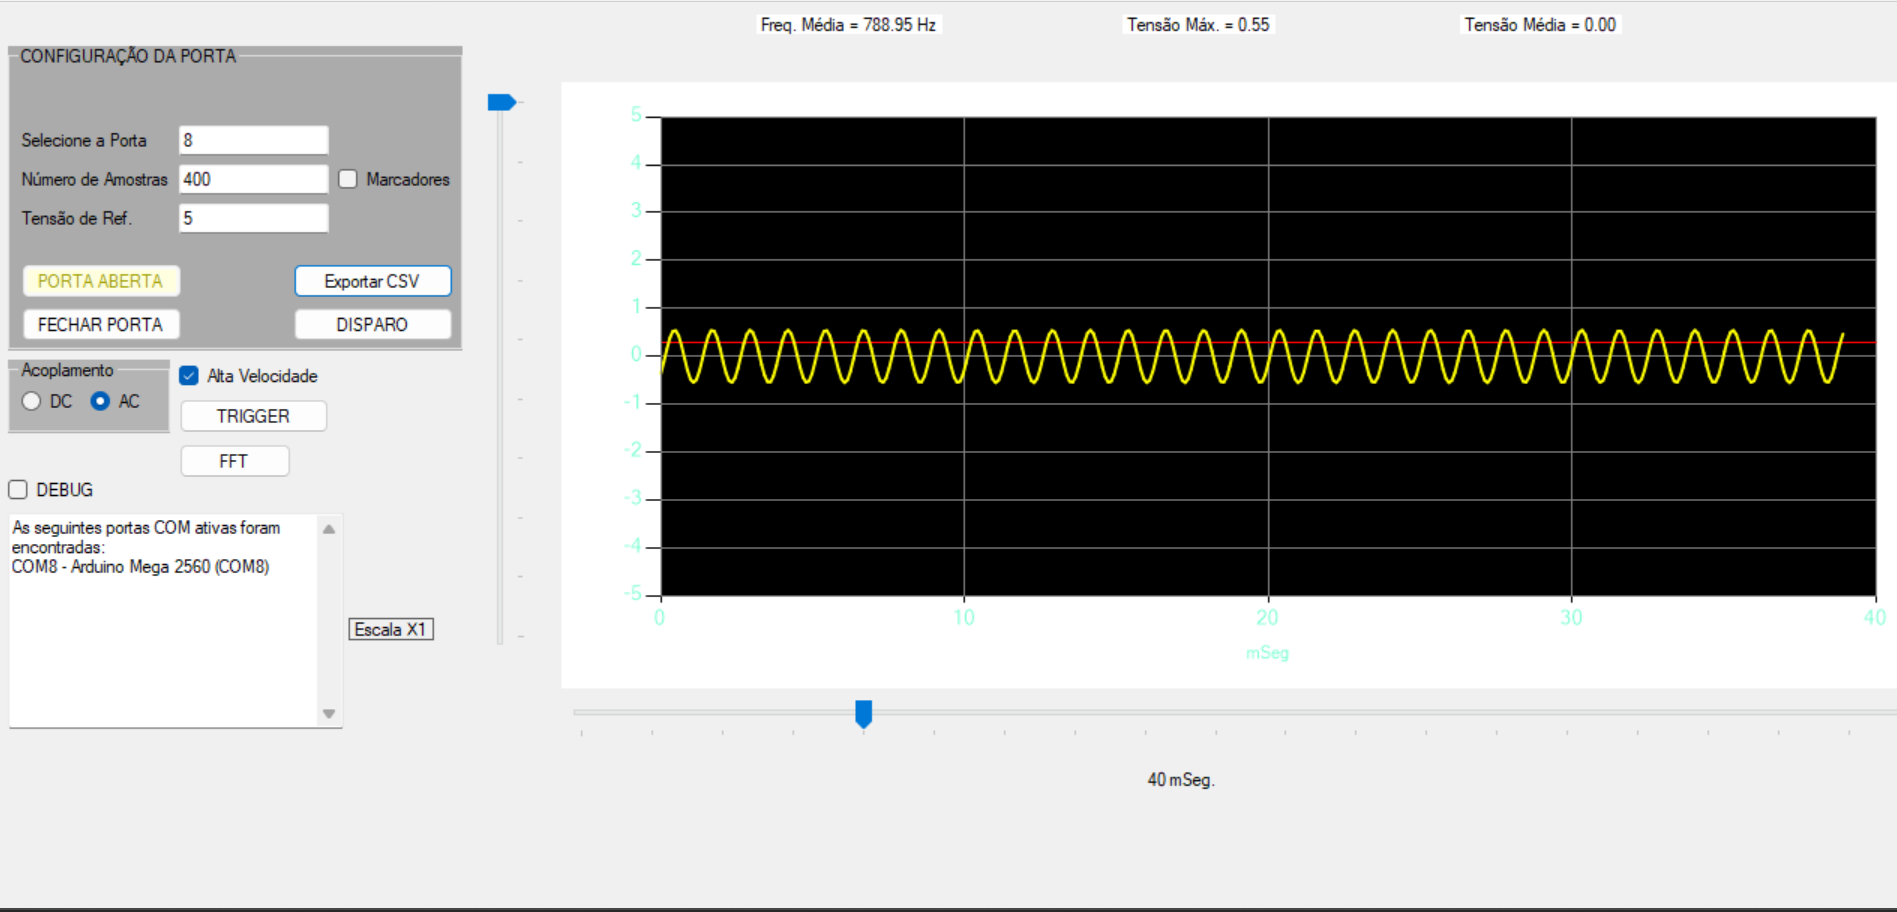 Freq. Média = 788.95 Hz
Tensão Máx. = 0.55
Tensão Média = 0.00
CONFIGURAÇÃO DA PORTA
Selecione a Porta 8
Número de Amostras 400 Marcadores
Tensão de Ref. 5
PORTA ABERTA Exportar CSV
FECHAR PORTA DISPARO
Acoplamento
DC AC
Alta Velocidade
TRIGGER
FFT
DEBUG
As seguintes portas COM ativas foram
encontradas:
COM8 - Arduino Mega 2560 (COM8)
Escala X1
5
4
3
2
1
0
-1
-2
-3
-4
-5
0 10 20 30 40
mSeg
40 mSeg.